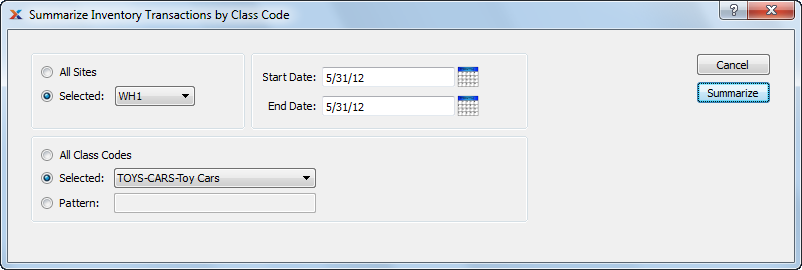 Summarize Inventory Transactions by Class Code
All Sites
Selected: WH1
Start Date: 5/31/12
End Date: 5/31/12
Cancel
Summarize
All Class Codes
Selected: TOYS-CARS-Toy Cars
Pattern: